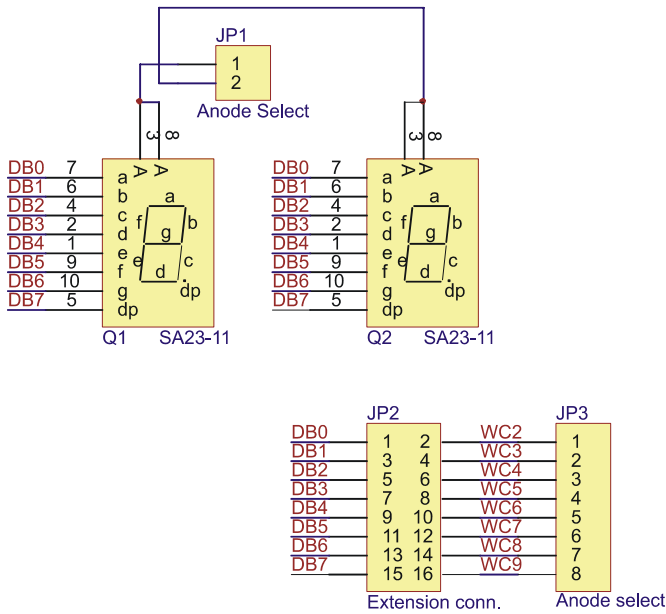 JP1
1
2
Anode Select
3 8
A A
DB0 7 a
DB1 6 b
DB2 4 c
DB3 2 d
DB4 1 e
DB5 9 f
DB6 10 g
DB7 5 dp
a
f b
g
e c
d
dp
Q1 SA23-11
3 8
A A
DB0 7 a
DB1 6 b
DB2 4 c
DB3 2 d
DB4 1 e
DB5 9 f
DB6 10 g
DB7 5 dp
a
f b
g
e c
d
dp
Q2 SA23-11
JP2 JP3
DB0 1 2 WC2 1
DB1 3 4 WC3 2
DB2 5 6 WC4 3
DB3 7 8 WC5 4
DB4 9 10 WC6 5
DB5 11 12 WC7 6
DB6 13 14 WC8 7
DB7 15 16 WC9 8
Extension conn. Anode select